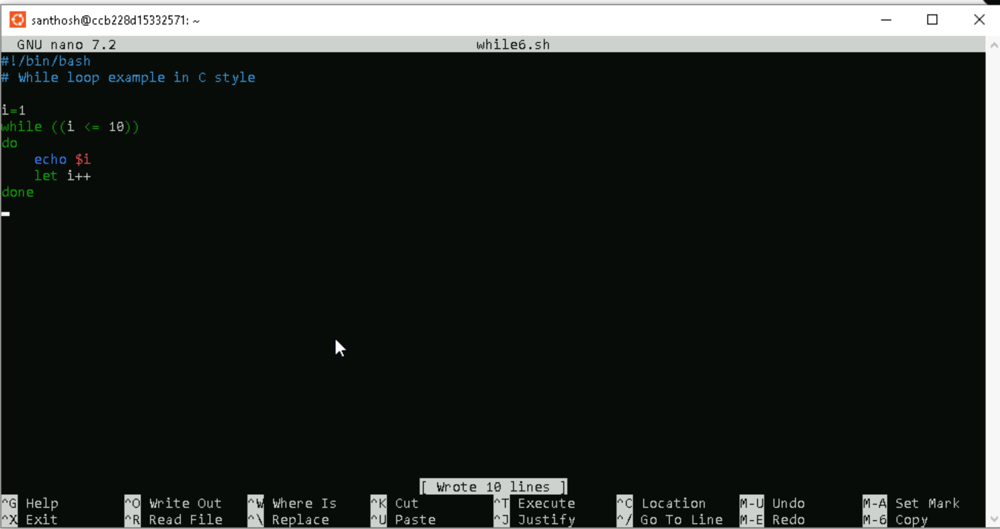 santhosh@ccb228d15332571: ~
GNU nano 7.2 while6.sh
#!/bin/bash
# While loop example in C style

i=1
while ((i <= 10))
do
    echo $i
    let i++
done

[ Wrote 10 lines ]
^G Help ^O Write Out ^W Where Is ^K Cut ^T Execute ^C Location M-U Undo M-A Set Mark
^X Exit ^R Read File ^\ Replace ^U Paste ^J Justify ^/ Go To Line M-E Redo M-6 Copy